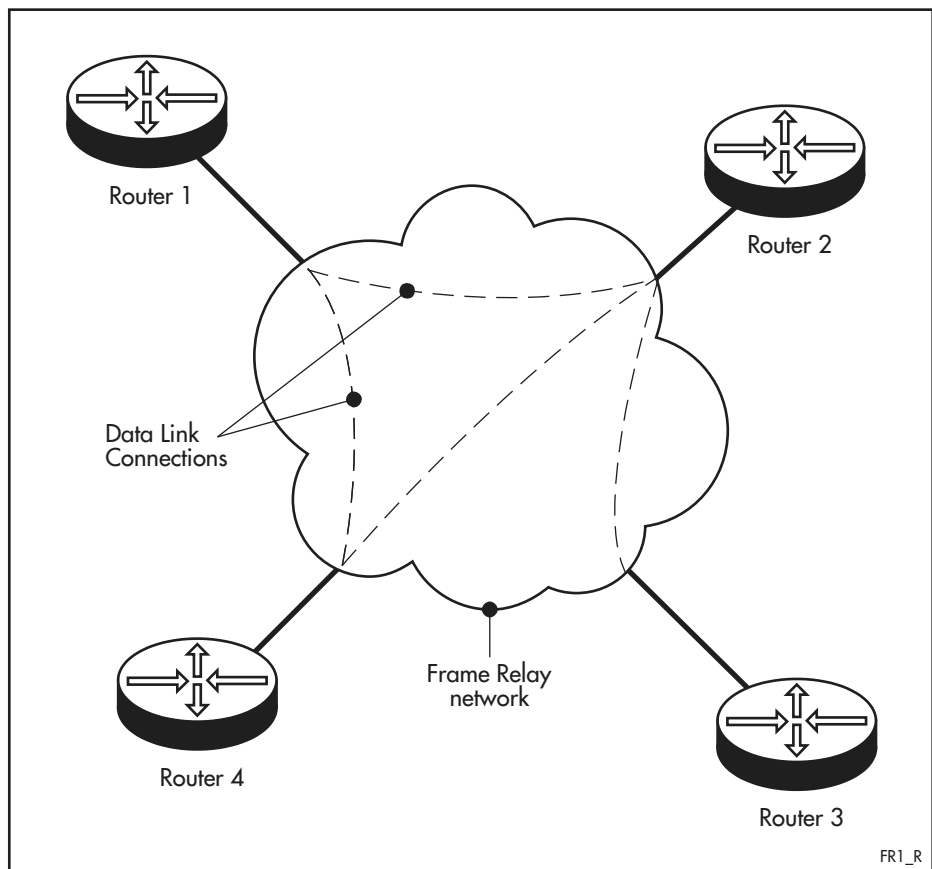 Router 1
Router 2
Data Link
Connections
Frame Relay
network
Router 4
Router 3
FR1_R